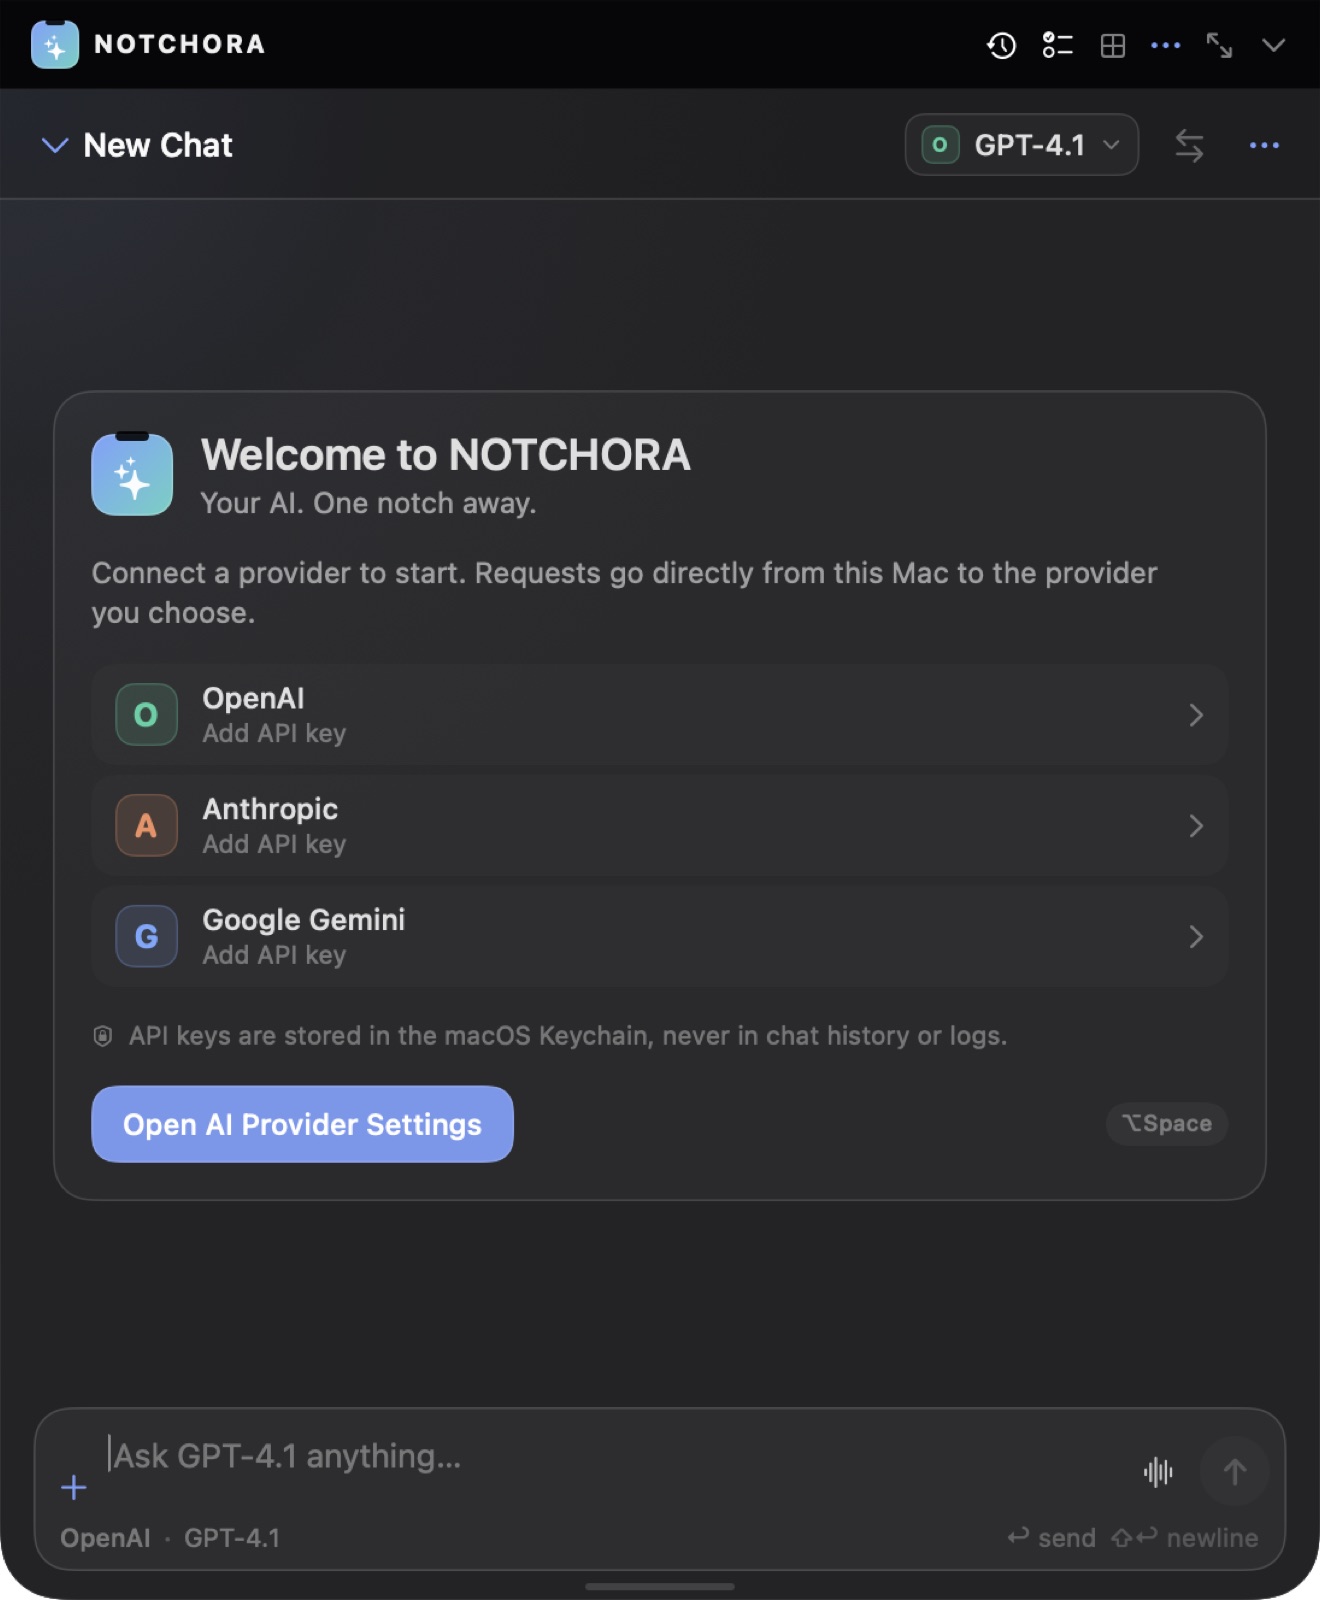 NOTCHORA
New Chat
O GPT-4.1
Welcome to NOTCHORA
Your AI. One notch away.
Connect a provider to start. Requests go directly from this Mac to the provider
you choose.
O
OpenAI
Add API key
A
Anthropic
Add API key
G
Google Gemini
Add API key
API keys are stored in the macOS Keychain, never in chat history or logs.
Open AI Provider Settings
⌥Space
Ask GPT-4.1 anything...
OpenAI · GPT-4.1
↩ send ⇧↩ newline